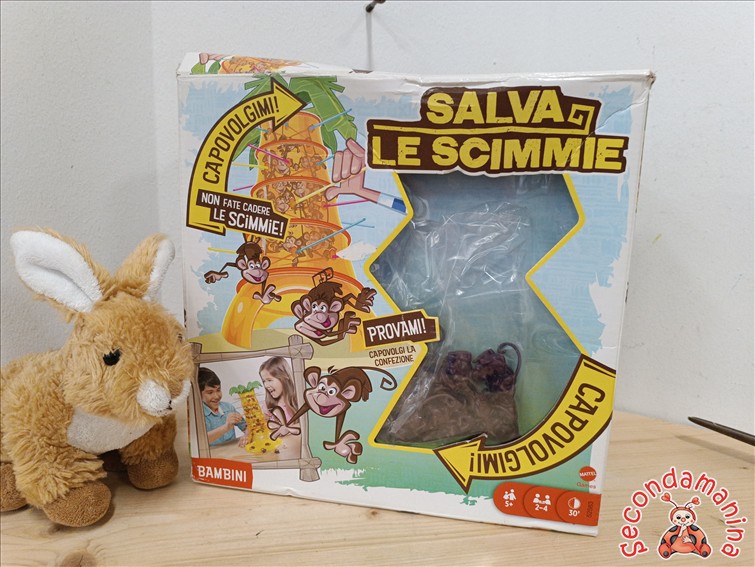 SALVA
LE SCIMMIE
CAPOVOLGIMI!
NON FATE CADERE
LE SCIMMIE!
PROVAMI!
CAPOVOLGI LA
CONFEZIONE
CAPOVOLGIMI!
BAMBINI
MATTEL
Games
5+
2-4
30'
Secondamanina